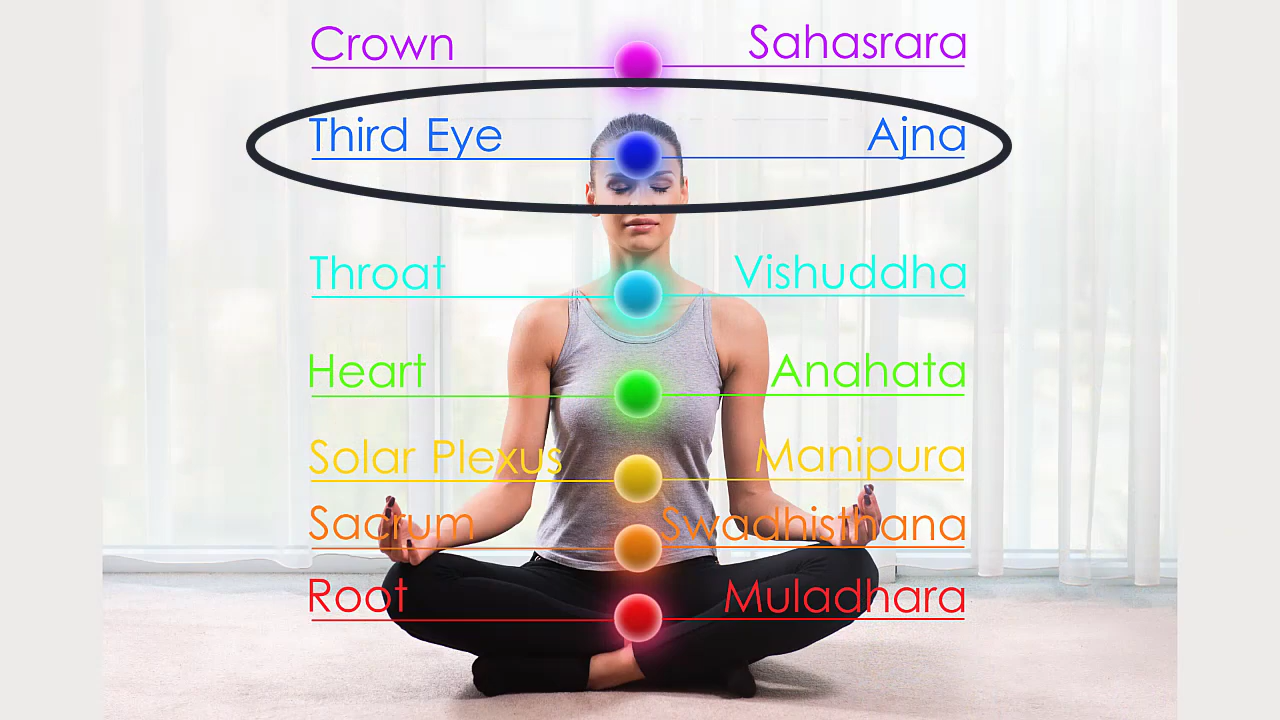 Crown Sahasrara
Third Eye Ajna
Throat Vishuddha
Heart Anahata
Solar Plexus Manipura
Sacrum Swadhisthana
Root Muladhara